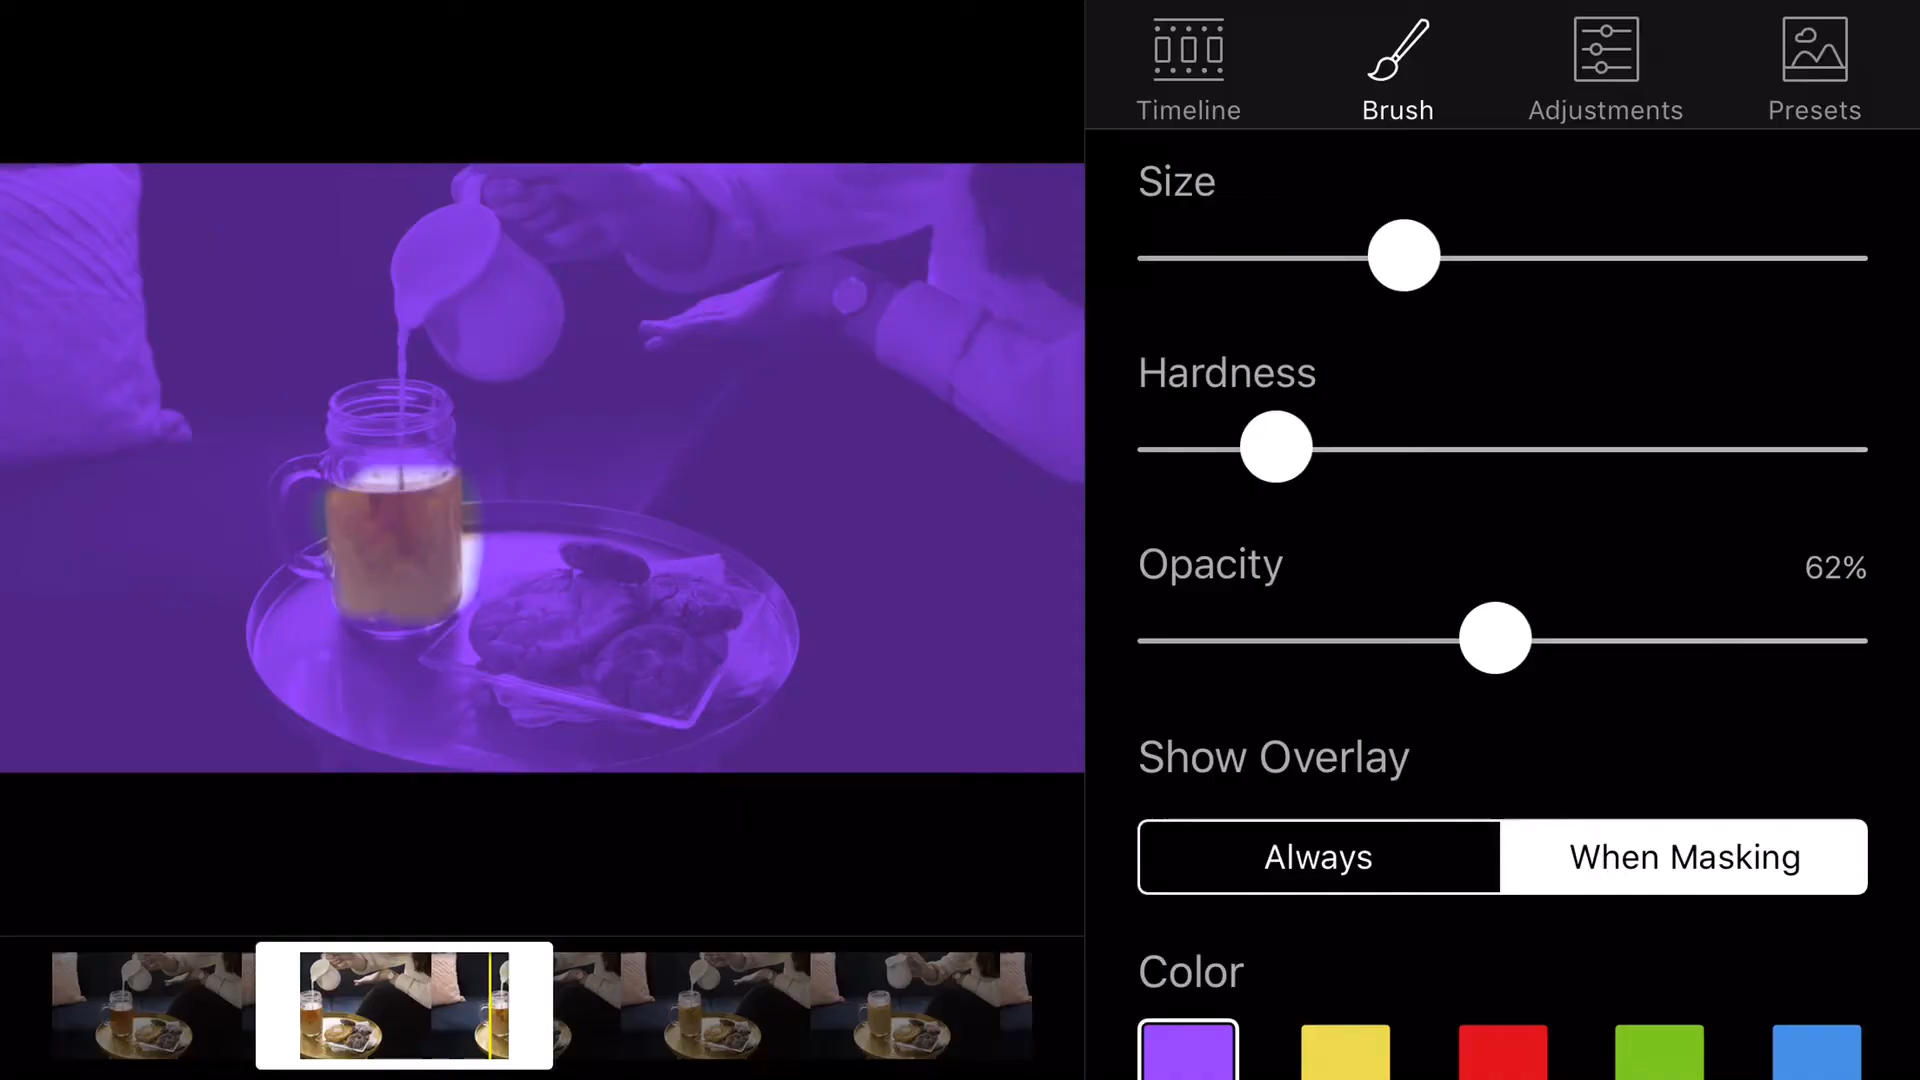 Timeline
Brush
Adjustments
Presets
Size
Hardness
Opacity
62%
Show Overlay
Always
When Masking
Color